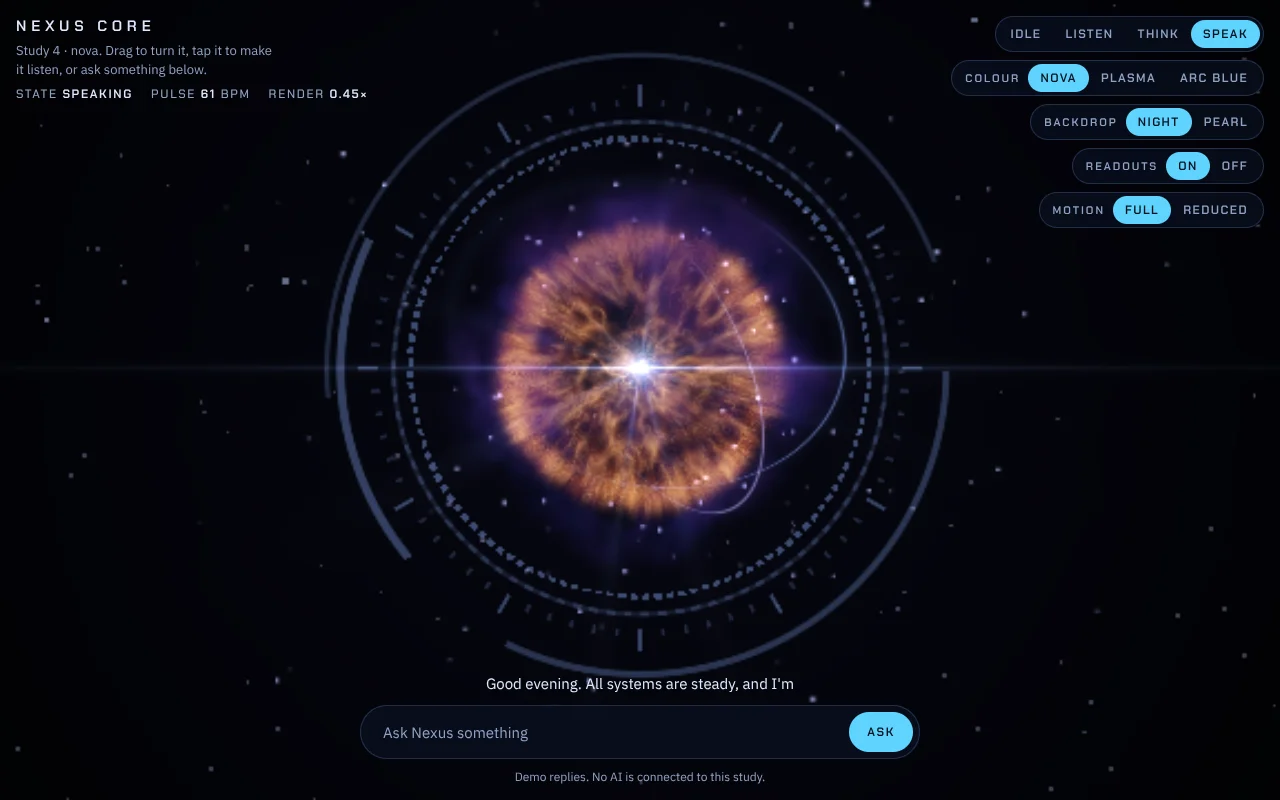 NEXUS CORE
Study 4 · nova. Drag to turn it, tap it to make
it listen, or ask something below.
STATE SPEAKING PULSE 61 BPM RENDER 0.45×
IDLE LISTEN THINK SPEAK
COLOUR NOVA PLASMA ARC BLUE
BACKDROP NIGHT PEARL
READOUTS ON OFF
MOTION FULL REDUCED
Good evening. All systems are steady, and I'm
Ask Nexus something ASK
Demo replies. No AI is connected to this study.